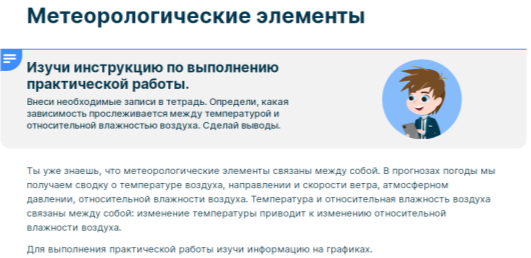 Метеорологические элементы
Изучи инструкцию по выполнению
практической работы.
Внеси необходимые записи в тетрадь. Определи, какая
зависимость прослеживается между температурой и
относительной влажностью воздуха. Сделай выводы.
Ты уже знаешь, что метеорологические элементы связаны между собой. В прогнозах погоды мы
получаем сводку о температуре воздуха, направлении и скорости ветра, атмосферном
давлении, относительной влажности воздуха. Температура и относительная влажность воздуха
связаны между собой: изменение температуры приводит к изменению относительной
влажности воздуха.
Для выполнения практической работы изучи информацию на графиках.